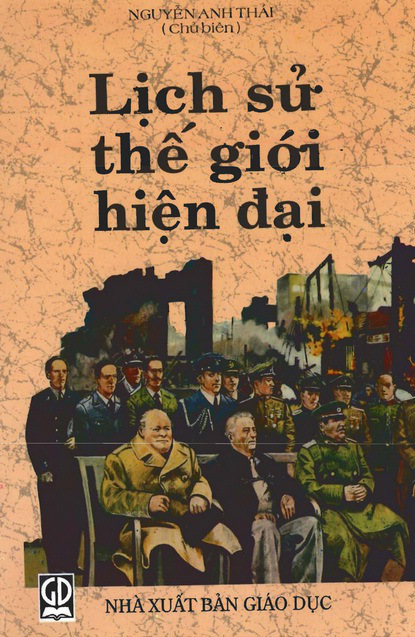 NGUYỄN ANH THÁI
(Chủ biên)
Lịch sử
thế giới
hiện đại
GD
NHÀ XUẤT BẢN GIÁO DỤC